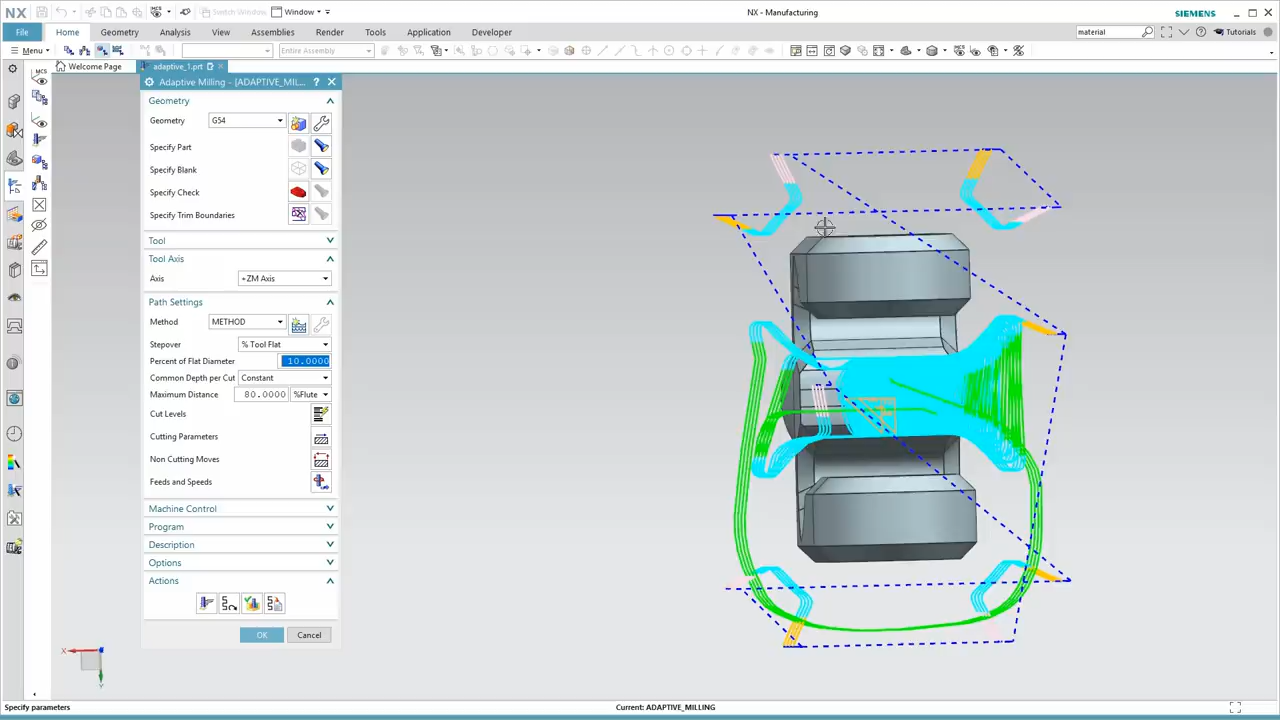 NX
Switch Window
Window
NX - Manufacturing
SIEMENS
File
Home
Geometry
Analysis
View
Assemblies
Render
Tools
Application
Developer
material
Tutorials
Menu
Entire Assembly
MCS
Welcome Page
adaptive_1.prt
Adaptive Milling - [ADAPTIVE_MIL...
Geometry
Geometry
G54
Specify Part
Specify Blank
Specify Check
Specify Trim Boundaries
Tool
Tool Axis
Axis
+ZM Axis
Path Settings
Method
METHOD
Stepover
% Tool Flat
Percent of Flat Diameter
10.0000
Common Depth per Cut
Constant
Maximum Distance
80.0000
%Flute
Cut Levels
Cutting Parameters
Non Cutting Moves
Feeds and Speeds
Machine Control
Program
Description
Options
Actions
OK
Cancel
X
Specify parameters
Current: ADAPTIVE_MILLING